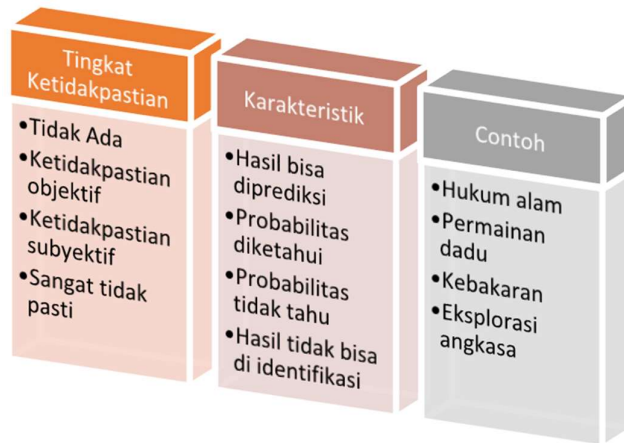 Tingkat
Ketidakpastian
•Tidak Ada
•Ketidakpastian
objektif
•Ketidakpastian
subyektif
•Sangat tidak
pasti
Karakteristik
•Hasil bisa
diprediksi
•Probabilitas
diketahui
•Probabilitas
tidak tahu
•Hasil tidak bisa
di identifikasi
Contoh
•Hukum alam
•Permainan
dadu
•Kebakaran
•Eksplorasi
angkasa